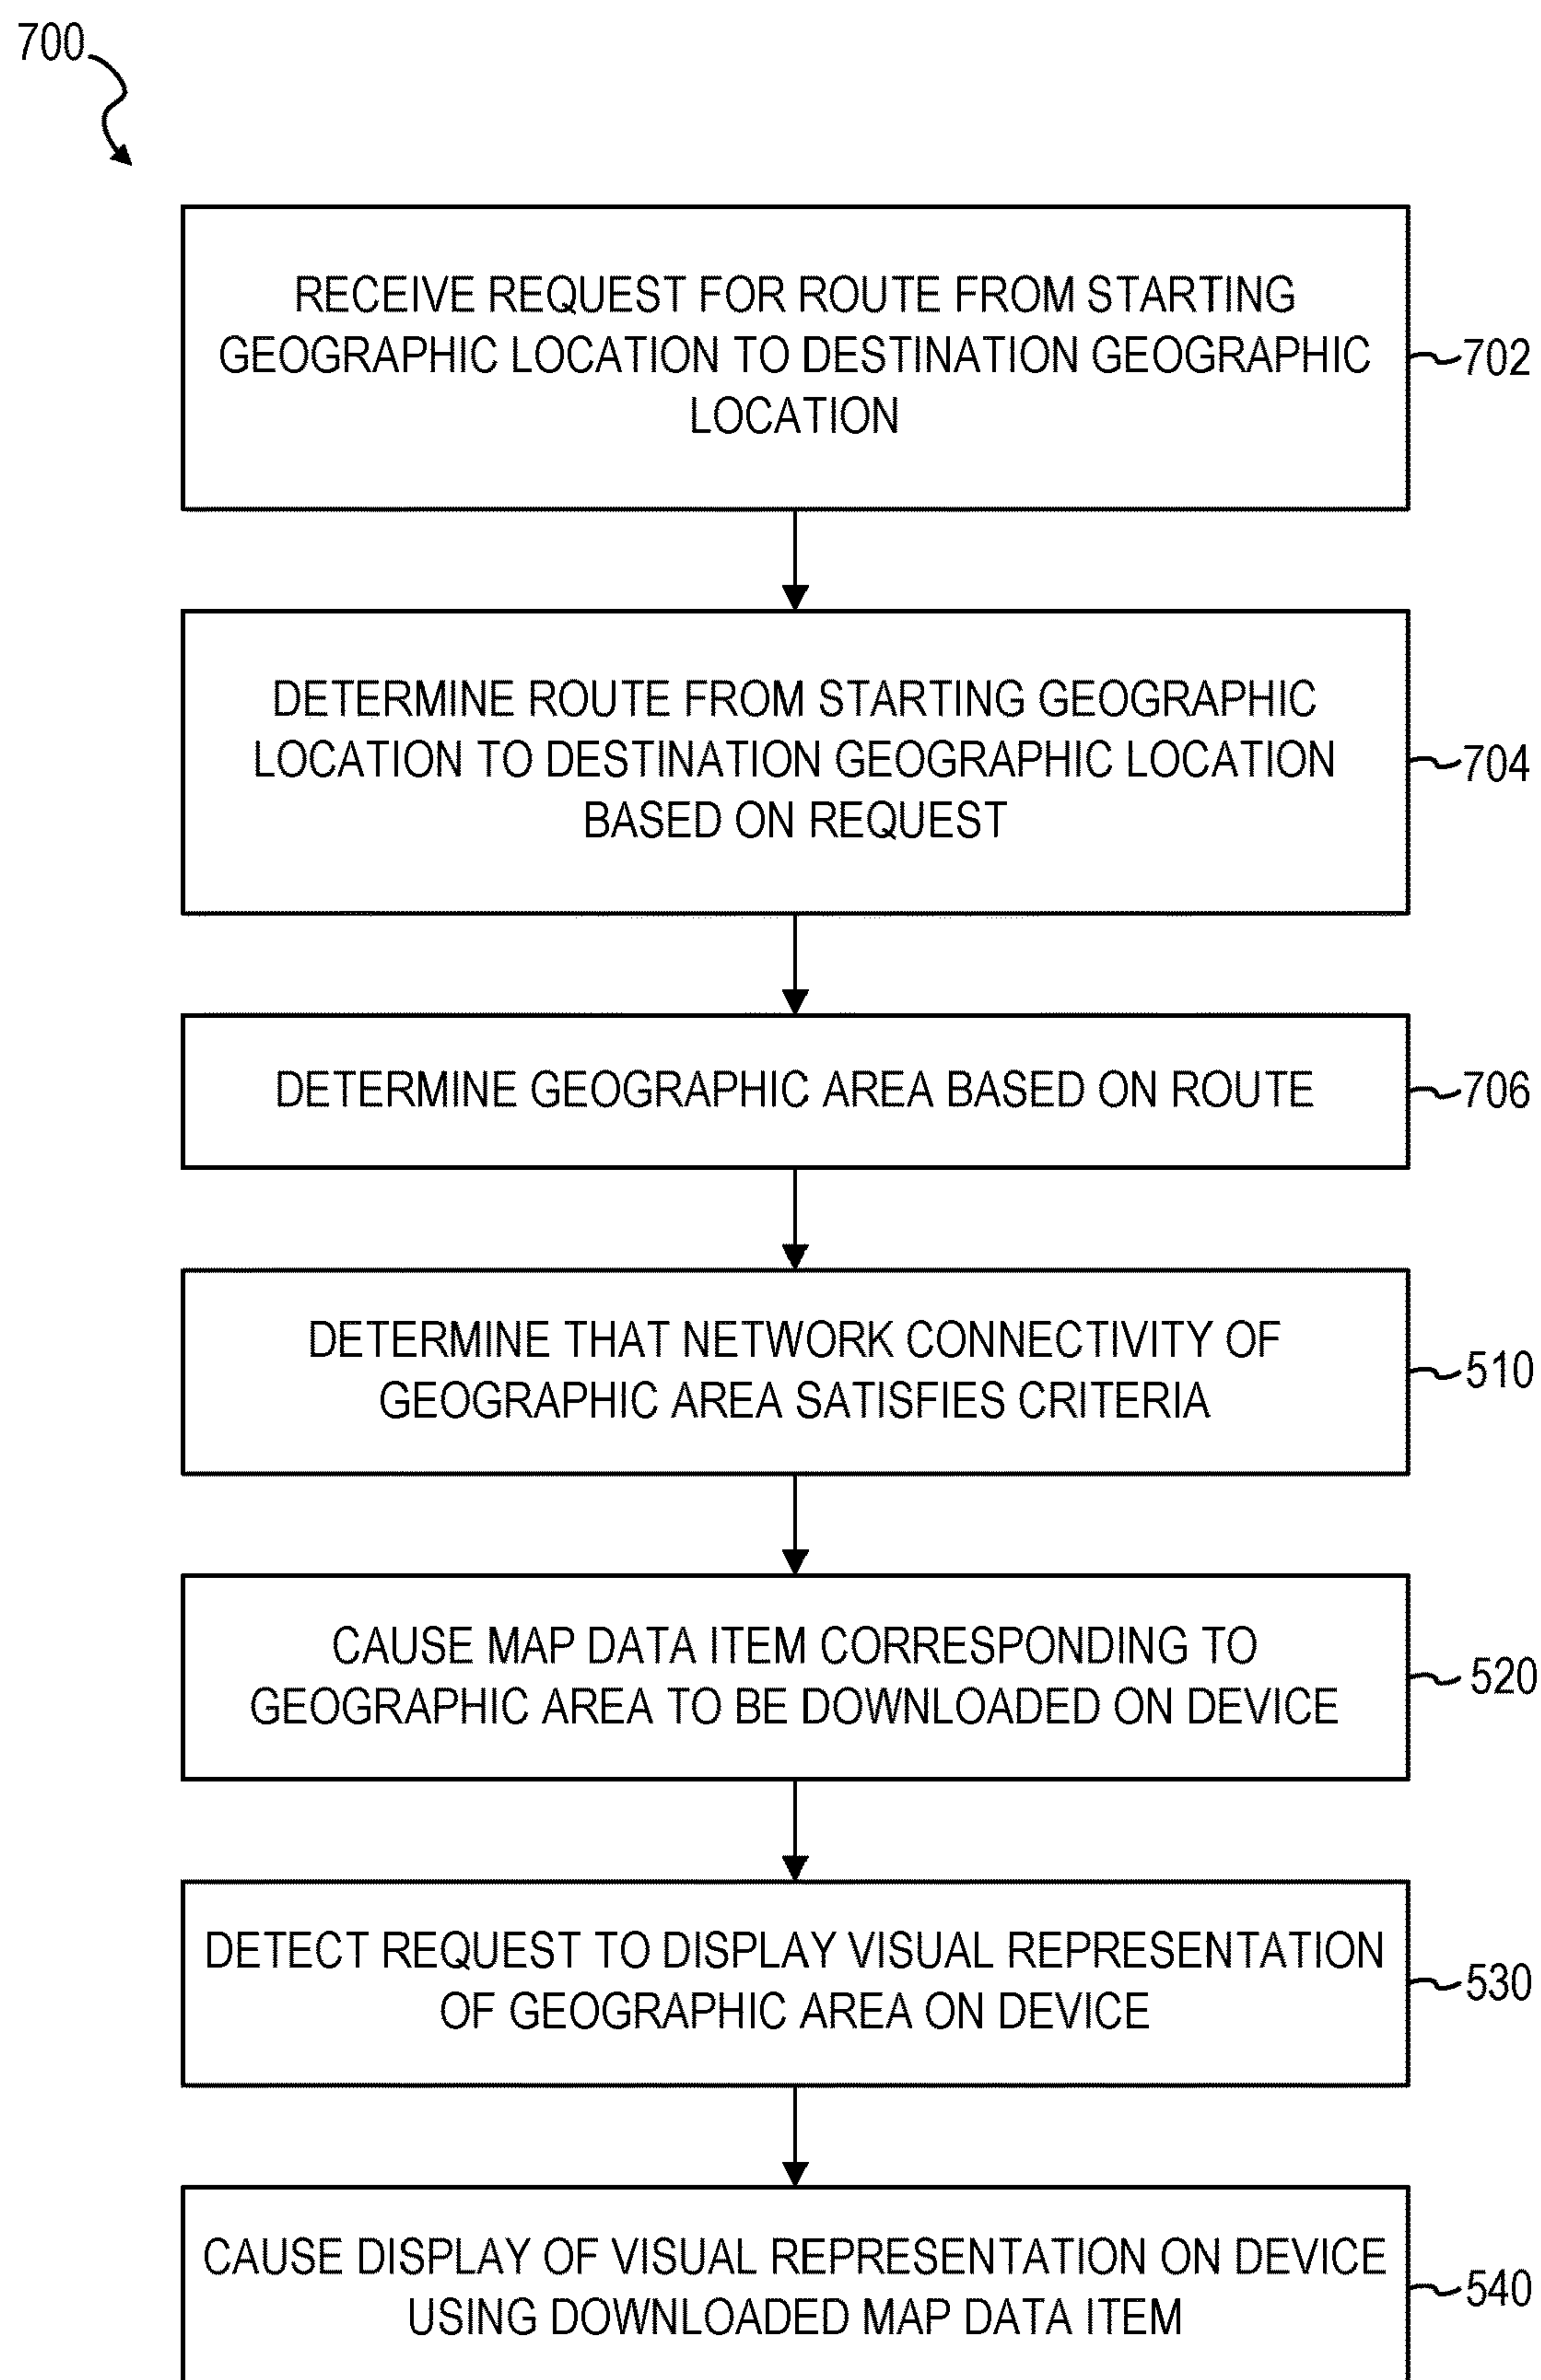 700
RECEIVE REQUEST FOR ROUTE FROM STARTING
GEOGRAPHIC LOCATION TO DESTINATION GEOGRAPHIC
LOCATION
702
DETERMINE ROUTE FROM STARTING GEOGRAPHIC
LOCATION TO DESTINATION GEOGRAPHIC LOCATION
BASED ON REQUEST
704
DETERMINE GEOGRAPHIC AREA BASED ON ROUTE
706
DETERMINE THAT NETWORK CONNECTIVITY OF
GEOGRAPHIC AREA SATISFIES CRITERIA
510
CAUSE MAP DATA ITEM CORRESPONDING TO
GEOGRAPHIC AREA TO BE DOWNLOADED ON DEVICE
520
DETECT REQUEST TO DISPLAY VISUAL REPRESENTATION
OF GEOGRAPHIC AREA ON DEVICE
530
CAUSE DISPLAY OF VISUAL REPRESENTATION ON DEVICE
USING DOWNLOADED MAP DATA ITEM
540